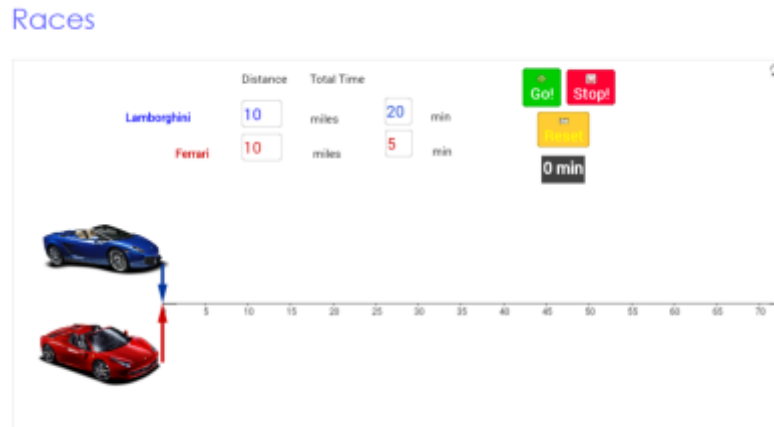 Races
Distance Total Time
Go! Stop!
Lamborghini 10 miles 20 min
Reset
Ferrari 10 miles 5 min
0 min
5 10 15 20 25 30 35 40 45 50 55 60 65 70